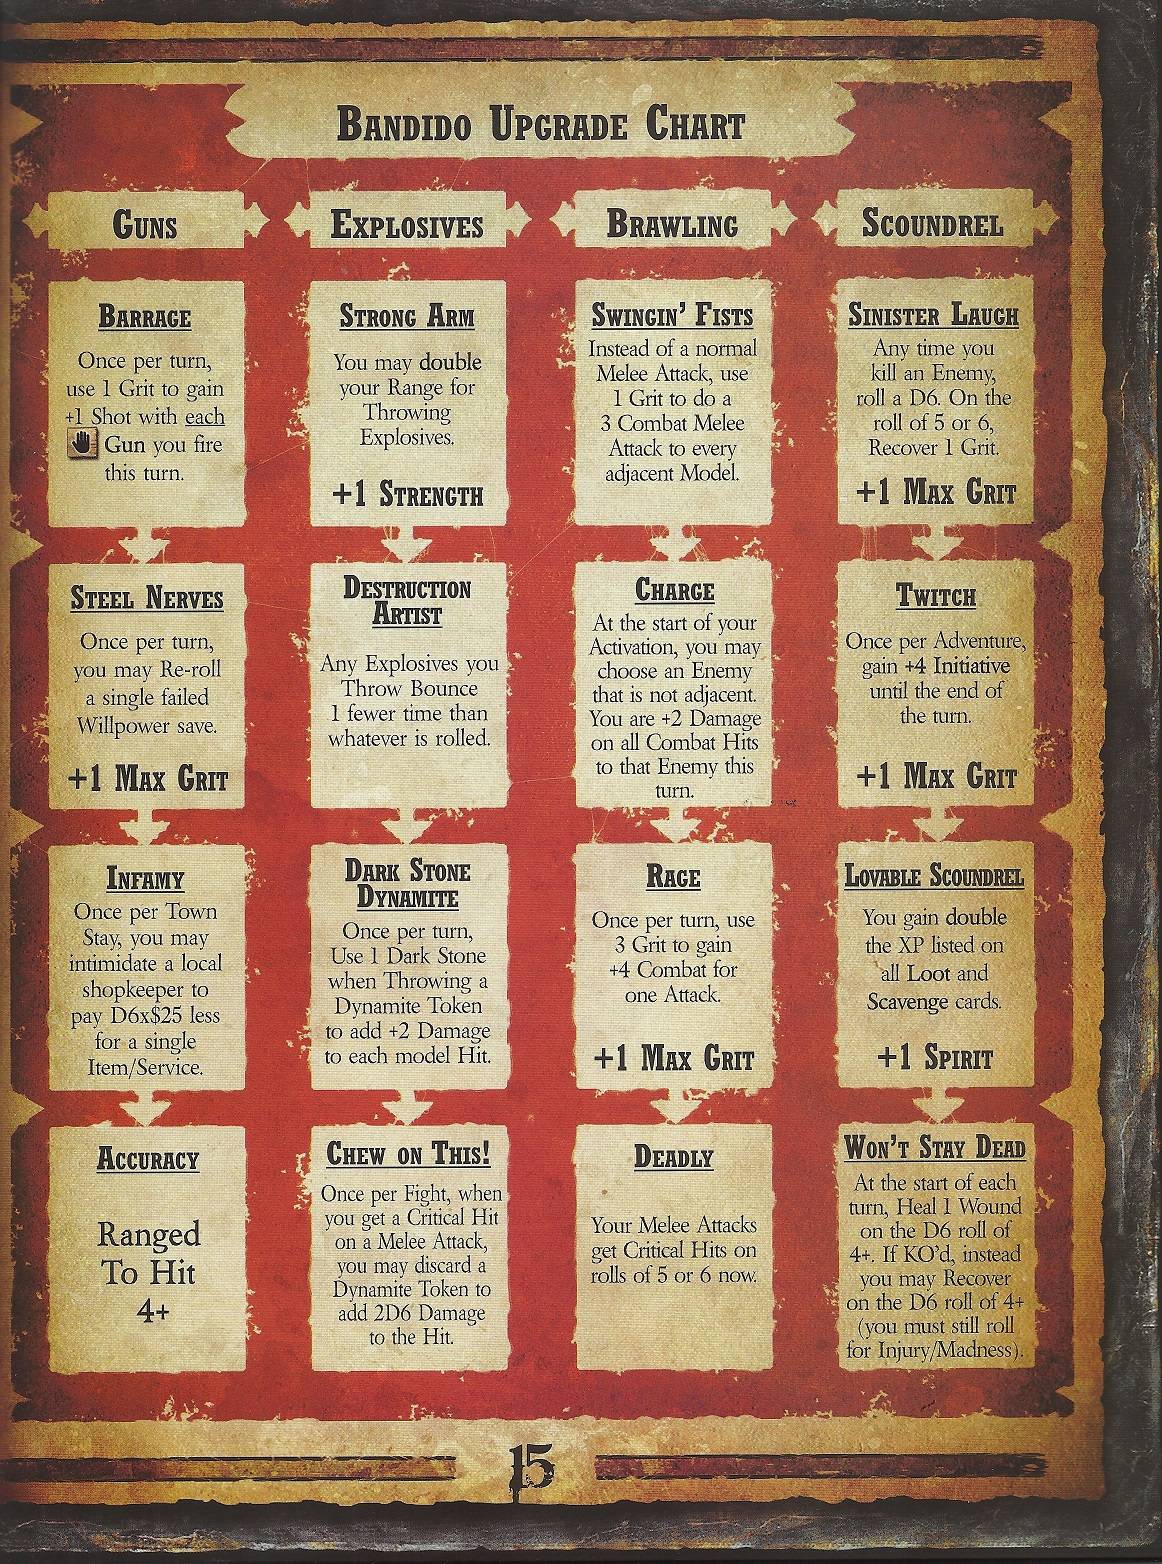 Bandido Upgrade Chart
Guns
Barrage
Once per turn,
use 1 Grit to gain
+1 Shot with each
Gun you fire
this turn.
Steel Nerves
Once per turn,
you may Re-roll
a single failed
Willpower save.
+1 Max Grit
Infamy
Once per Town
Stay, you may
intimidate a local
shopkeeper to
pay D6x$25 less
for a single
Item/Service.
Accuracy
Ranged
To Hit
4+
Explosives
Strong Arm
You may double
your Range for
Throwing
Explosives.
+1 Strength
Destruction
Artist
Any Explosives you
Throw Bounce
1 fewer time than
whatever is rolled.
Dark Stone
Dynamite
Once per turn,
Use 1 Dark Stone
when Throwing a
Dynamite Token
to add +2 Damage
to each model Hit.
Chew on This!
Once per Fight, when
you get a Critical Hit
on a Melee Attack,
you may discard a
Dynamite Token to
add 2D6 Damage
to the Hit.
Brawling
Swingin' Fists
Instead of a normal
Melee Attack, use
1 Grit to do a
3 Combat Melee
Attack to every
adjacent Model.
Charge
At the start of your
Activation, you may
choose an Enemy
that is not adjacent.
You are +2 Damage
on all Combat Hits
to that Enemy this
turn.
Rage
Once per turn, use
3 Grit to gain
+4 Combat for
one Attack.
+1 Max Grit
Deadly
Your Melee Attacks
get Critical Hits on
rolls of 5 or 6 now.
Scoundrel
Sinister Laugh
Any time you
kill an Enemy,
roll a D6. On the
roll of 5 or 6,
Recover 1 Grit.
+1 Max Grit
Twitch
Once per Adventure,
gain +4 Initiative
until the end of
the turn.
+1 Max Grit
Lovable Scoundrel
You gain double
the XP listed on
all Loot and
Scavenge cards.
+1 Spirit
Won't Stay Dead
At the start of each
turn, Heal 1 Wound
on the D6 roll of
4+. If KO'd, instead
you may Recover
on the D6 roll of 4+
(you must still roll
for Injury/Madness).
15